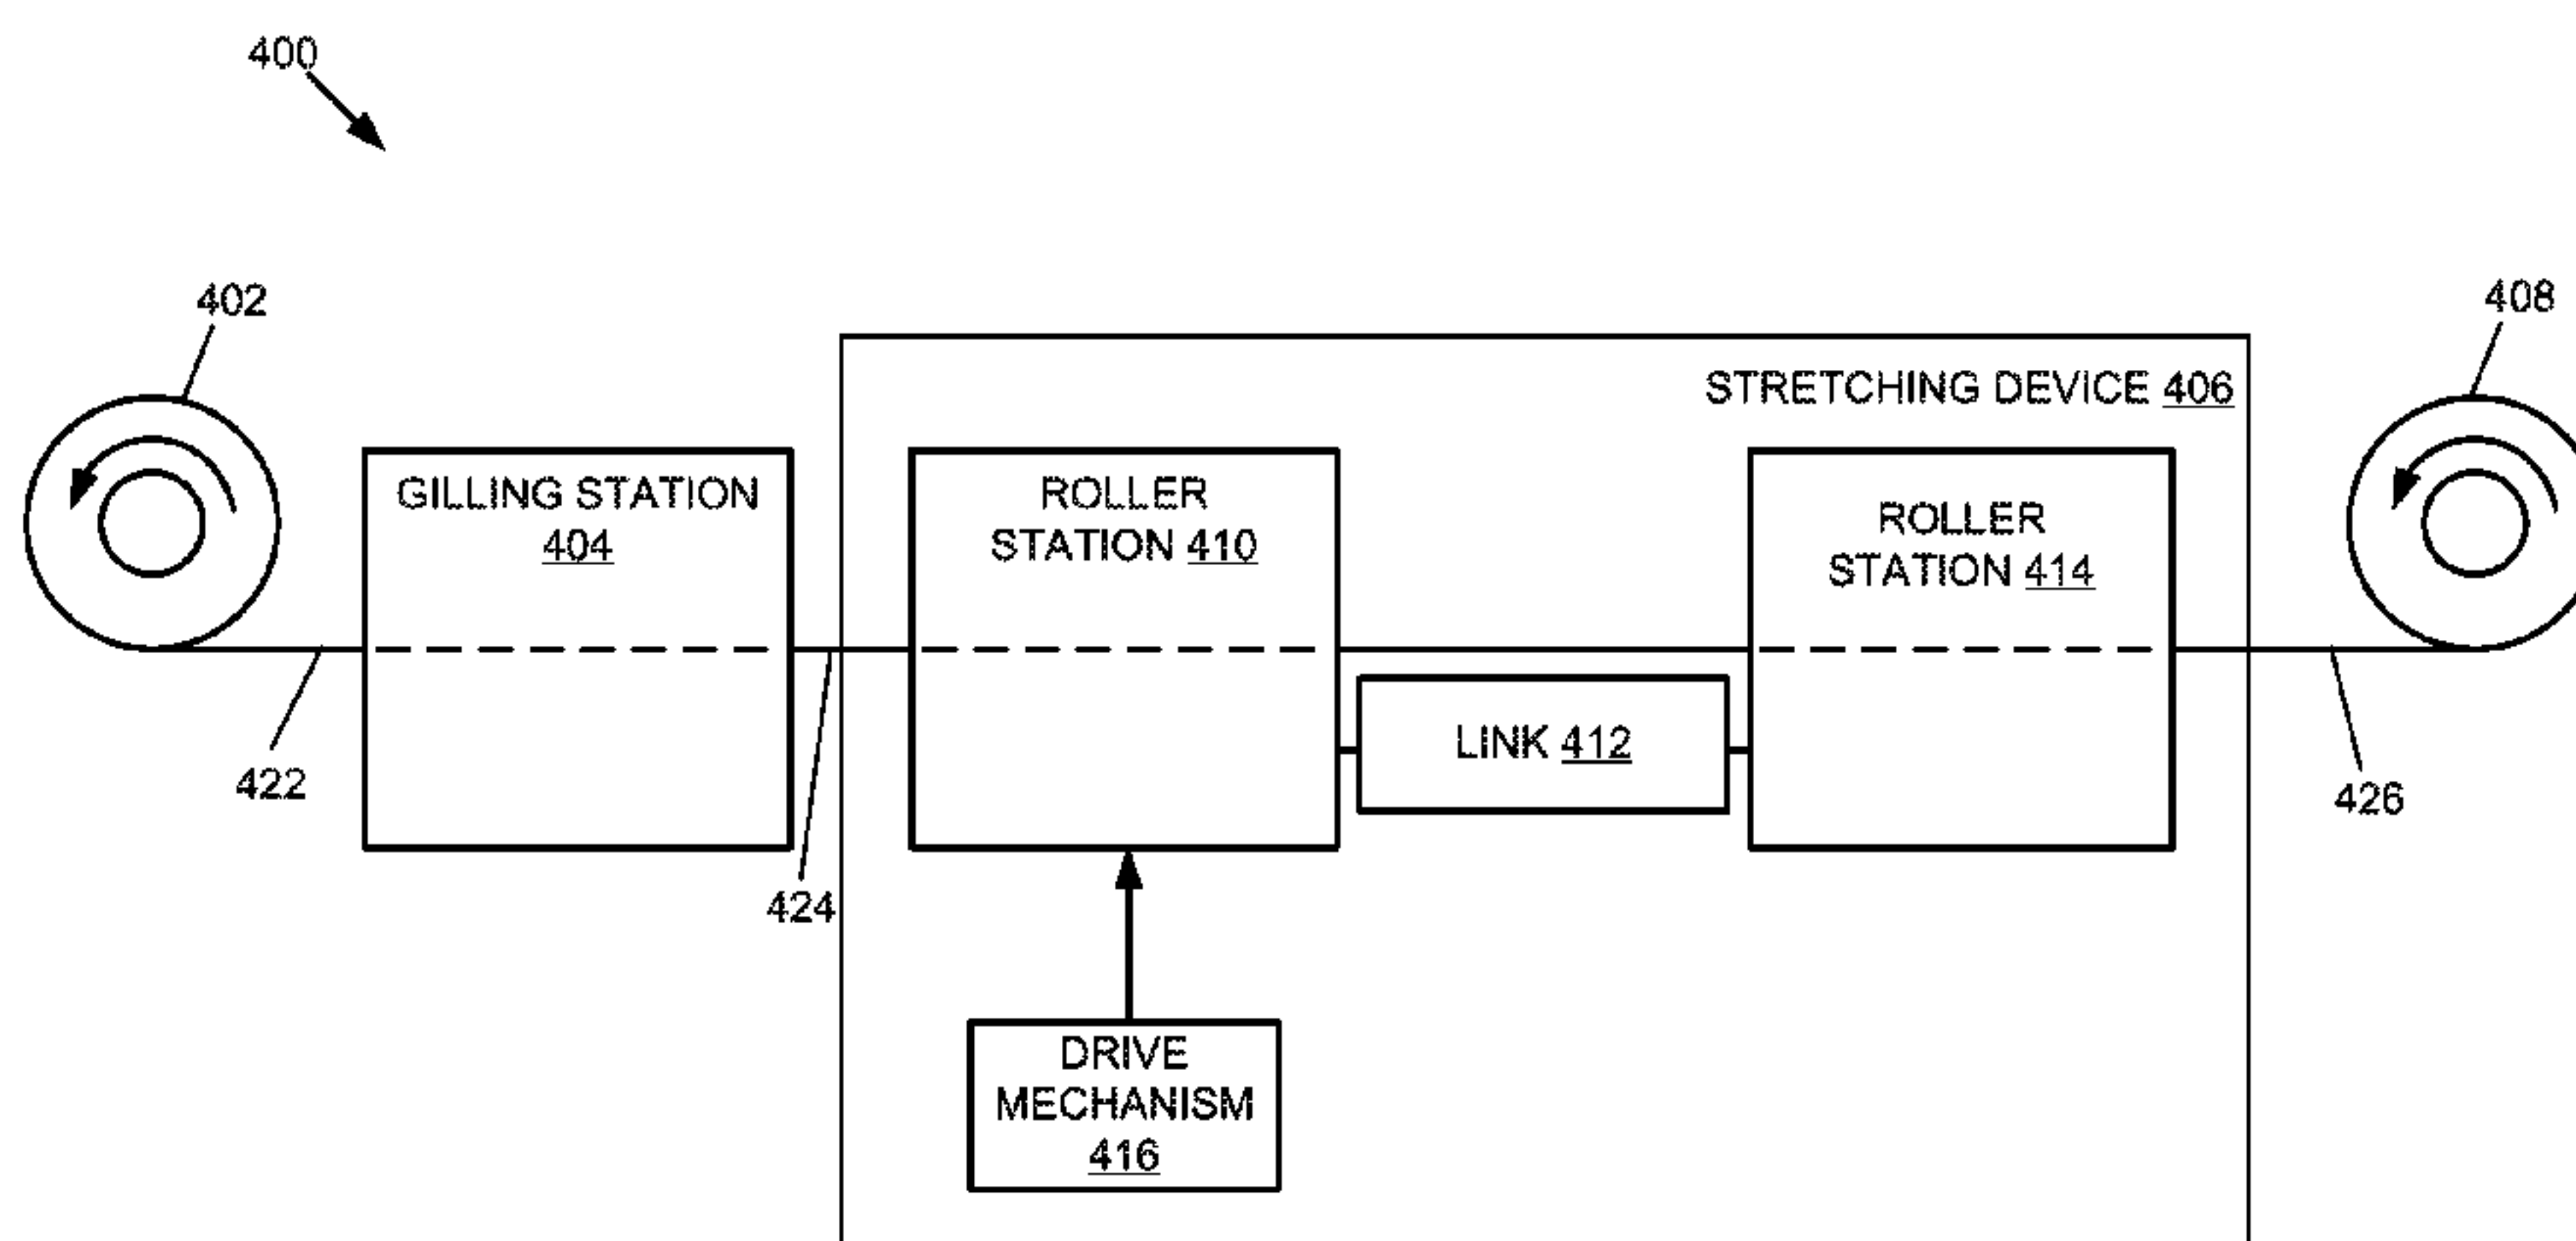 400
402
408
STRETCHING DEVICE 406
GILLING STATION
404
ROLLER
STATION 410
ROLLER
STATION 414
LINK 412
422
424
426
DRIVE
MECHANISM
416